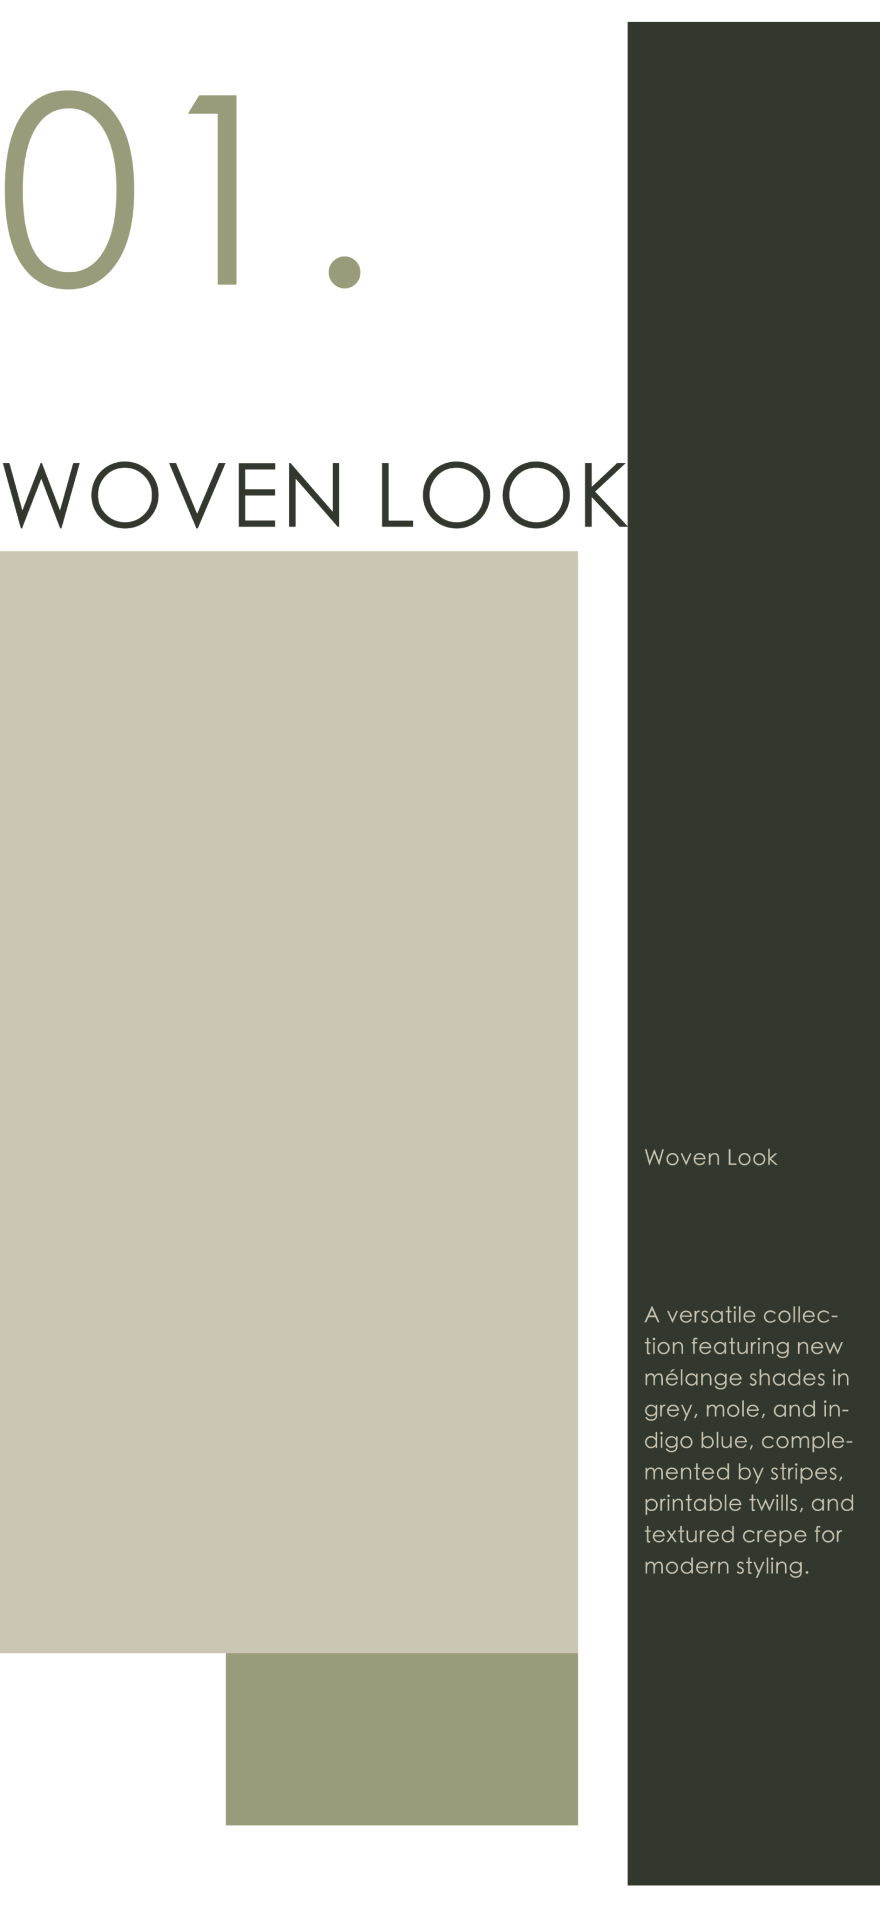 01.
WOVEN LOOK
Woven Look
A versatile collec-
tion featuring new
mélange shades in
grey, mole, and in-
digo blue, comple-
mented by stripes,
printable twills, and
textured crepe for
modern styling.